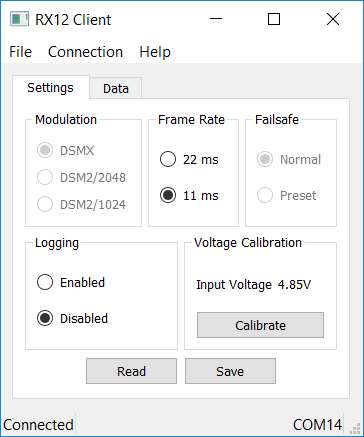 RX12 Client
File Connection Help
Settings Data
Modulation Frame Rate Failsafe
DSMX 22 ms Normal
DSM2/2048 11 ms Preset
DSM2/1024
Logging Voltage Calibration
Enabled Input Voltage 4.85V
Disabled Calibrate
Read Save
Connected COM14